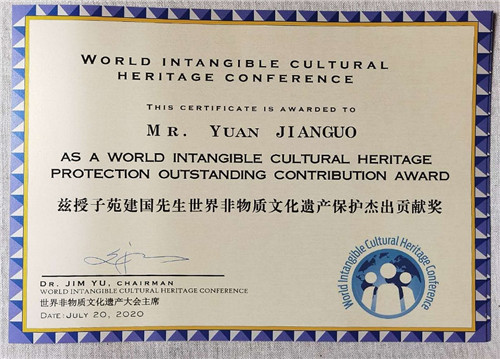 WORLD INTANGIBLE CULTURAL
HERITAGE CONFERENCE
THIS CERTIFICATE IS AWARDED TO
MR. YUAN JIANGUO
AS A WORLD INTANGIBLE CULTURAL HERITAGE
PROTECTION OUTSTANDING CONTRIBUTION AWARD
兹授子苑建国先生世界非物质文化遗产保护杰出贡献奖
DR. JIM YU, CHAIRMAN
WORLD INTANGIBLE CULTURAL HERITAGE CONFERENCE
世界非物质文化遗产大会主席
DATE: JULY 20, 2020
World Intangible Cultural Heritage Conference